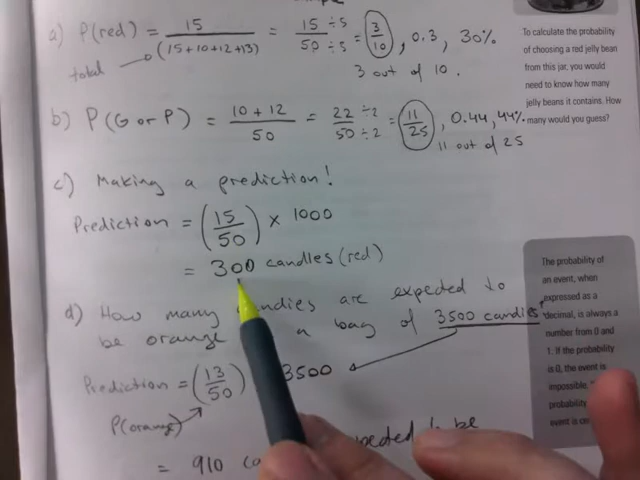 a) P(red) = 15 / (15+10+12+13) = 15 ÷5 / 50 ÷5 = 3/10 , 0.3 , 30%
total
3 out of 10 .
b) P(G or P) = 10 + 12 / 50 = 22 ÷2 / 50 ÷2 = 11/25 , 0.44 , 44%
11 out of 25
c) Making a prediction!
Prediction = (15/50) × 1000
= 300 candles (red)
d) How many candies are expected to
be orange a bag of 3500 candies
Prediction = (13/50) 3500
P(orange)
= 910 be
To calculate the probability
of choosing a red jelly bean
from this jar, you would
need to know how many
jelly beans it contains. How
many would you guess?
The probability of
an event, when
expressed as a
decimal, is always a
number from 0 and
1. If the probability
is 0, the event is
impossible.
probability
event is